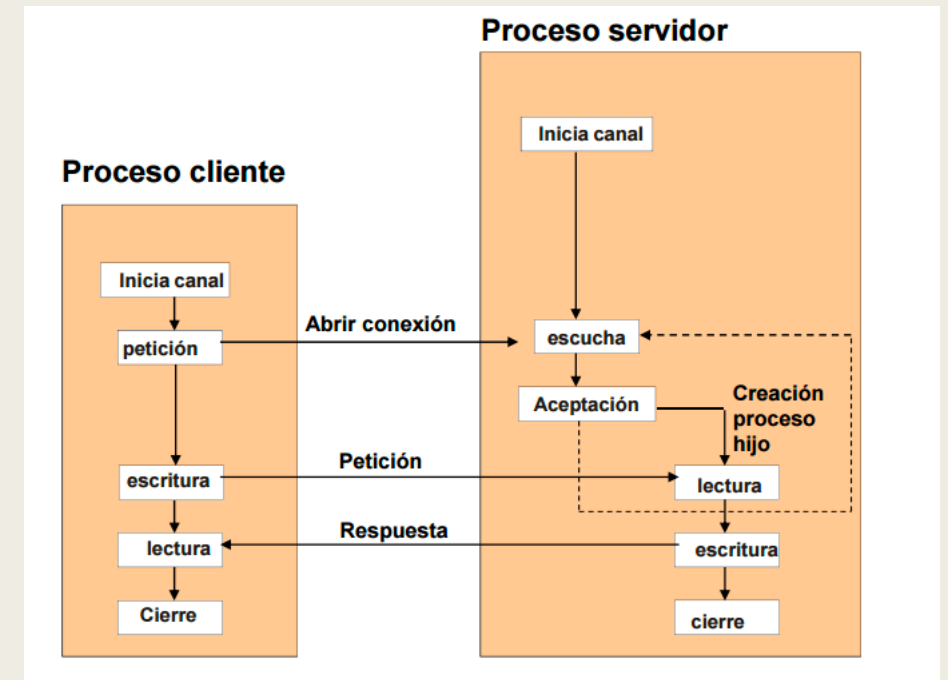 Proceso servidor
Inicia canal
Proceso cliente
Inicia canal
Abrir conexión
petición
escucha
Aceptación
Creación
proceso
hijo
Petición
escritura
lectura
Respuesta
lectura
escritura
Cierre
cierre